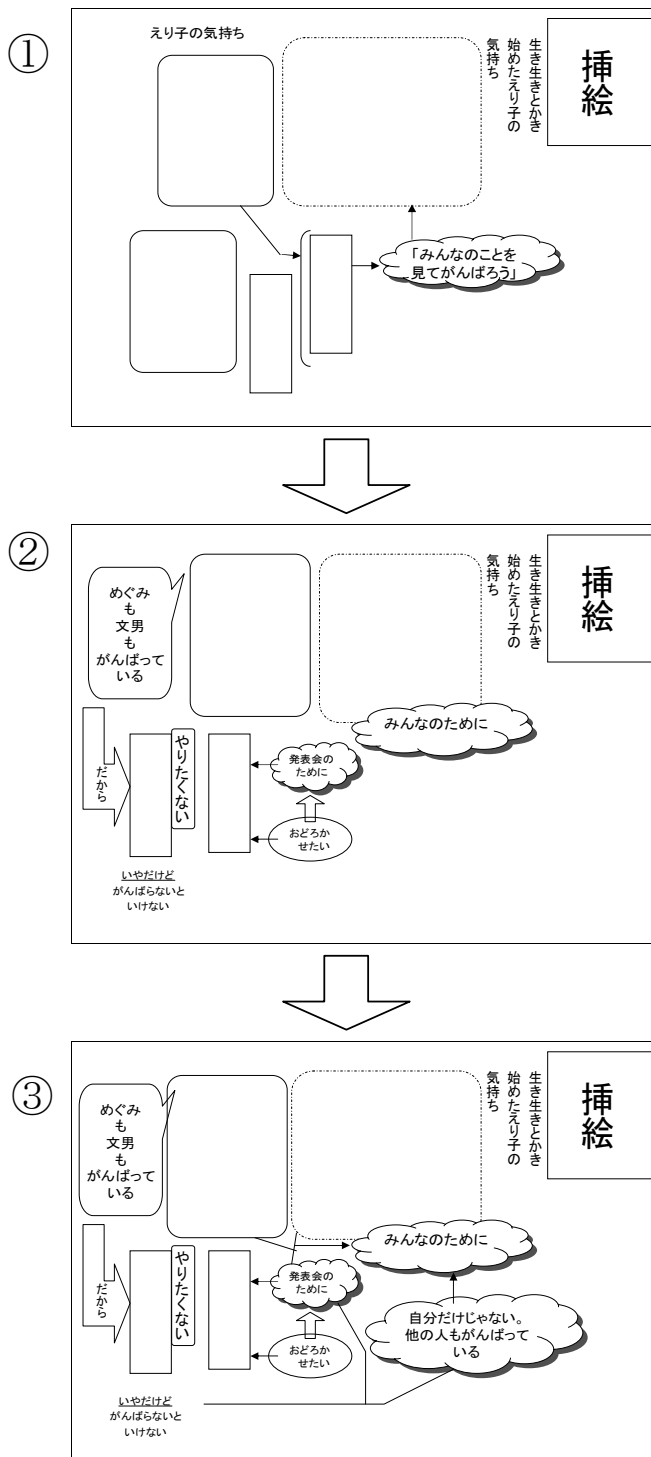 ①
挿絵
生き生きとかき
始めたえり子の
気持ち
えり子の気持ち
「みんなのことを
見てがんばろう」
②
挿絵
生き生きとかき
始めたえり子の
気持ち
めぐみ
も
文男
も
がんばって
いる
みんなのために
発表会の
ために
おどろか
せたい
やりたくない
だから
いやだけど
がんばらないと
いけない
③
挿絵
生き生きとかき
始めたえり子の
気持ち
めぐみ
も
文男
も
がんばって
いる
みんなのために
発表会の
ために
自分だけじゃない。
他の人もがんばって
いる
おどろか
せたい
やりたくない
だから
いやだけど
がんばらないと
いけない